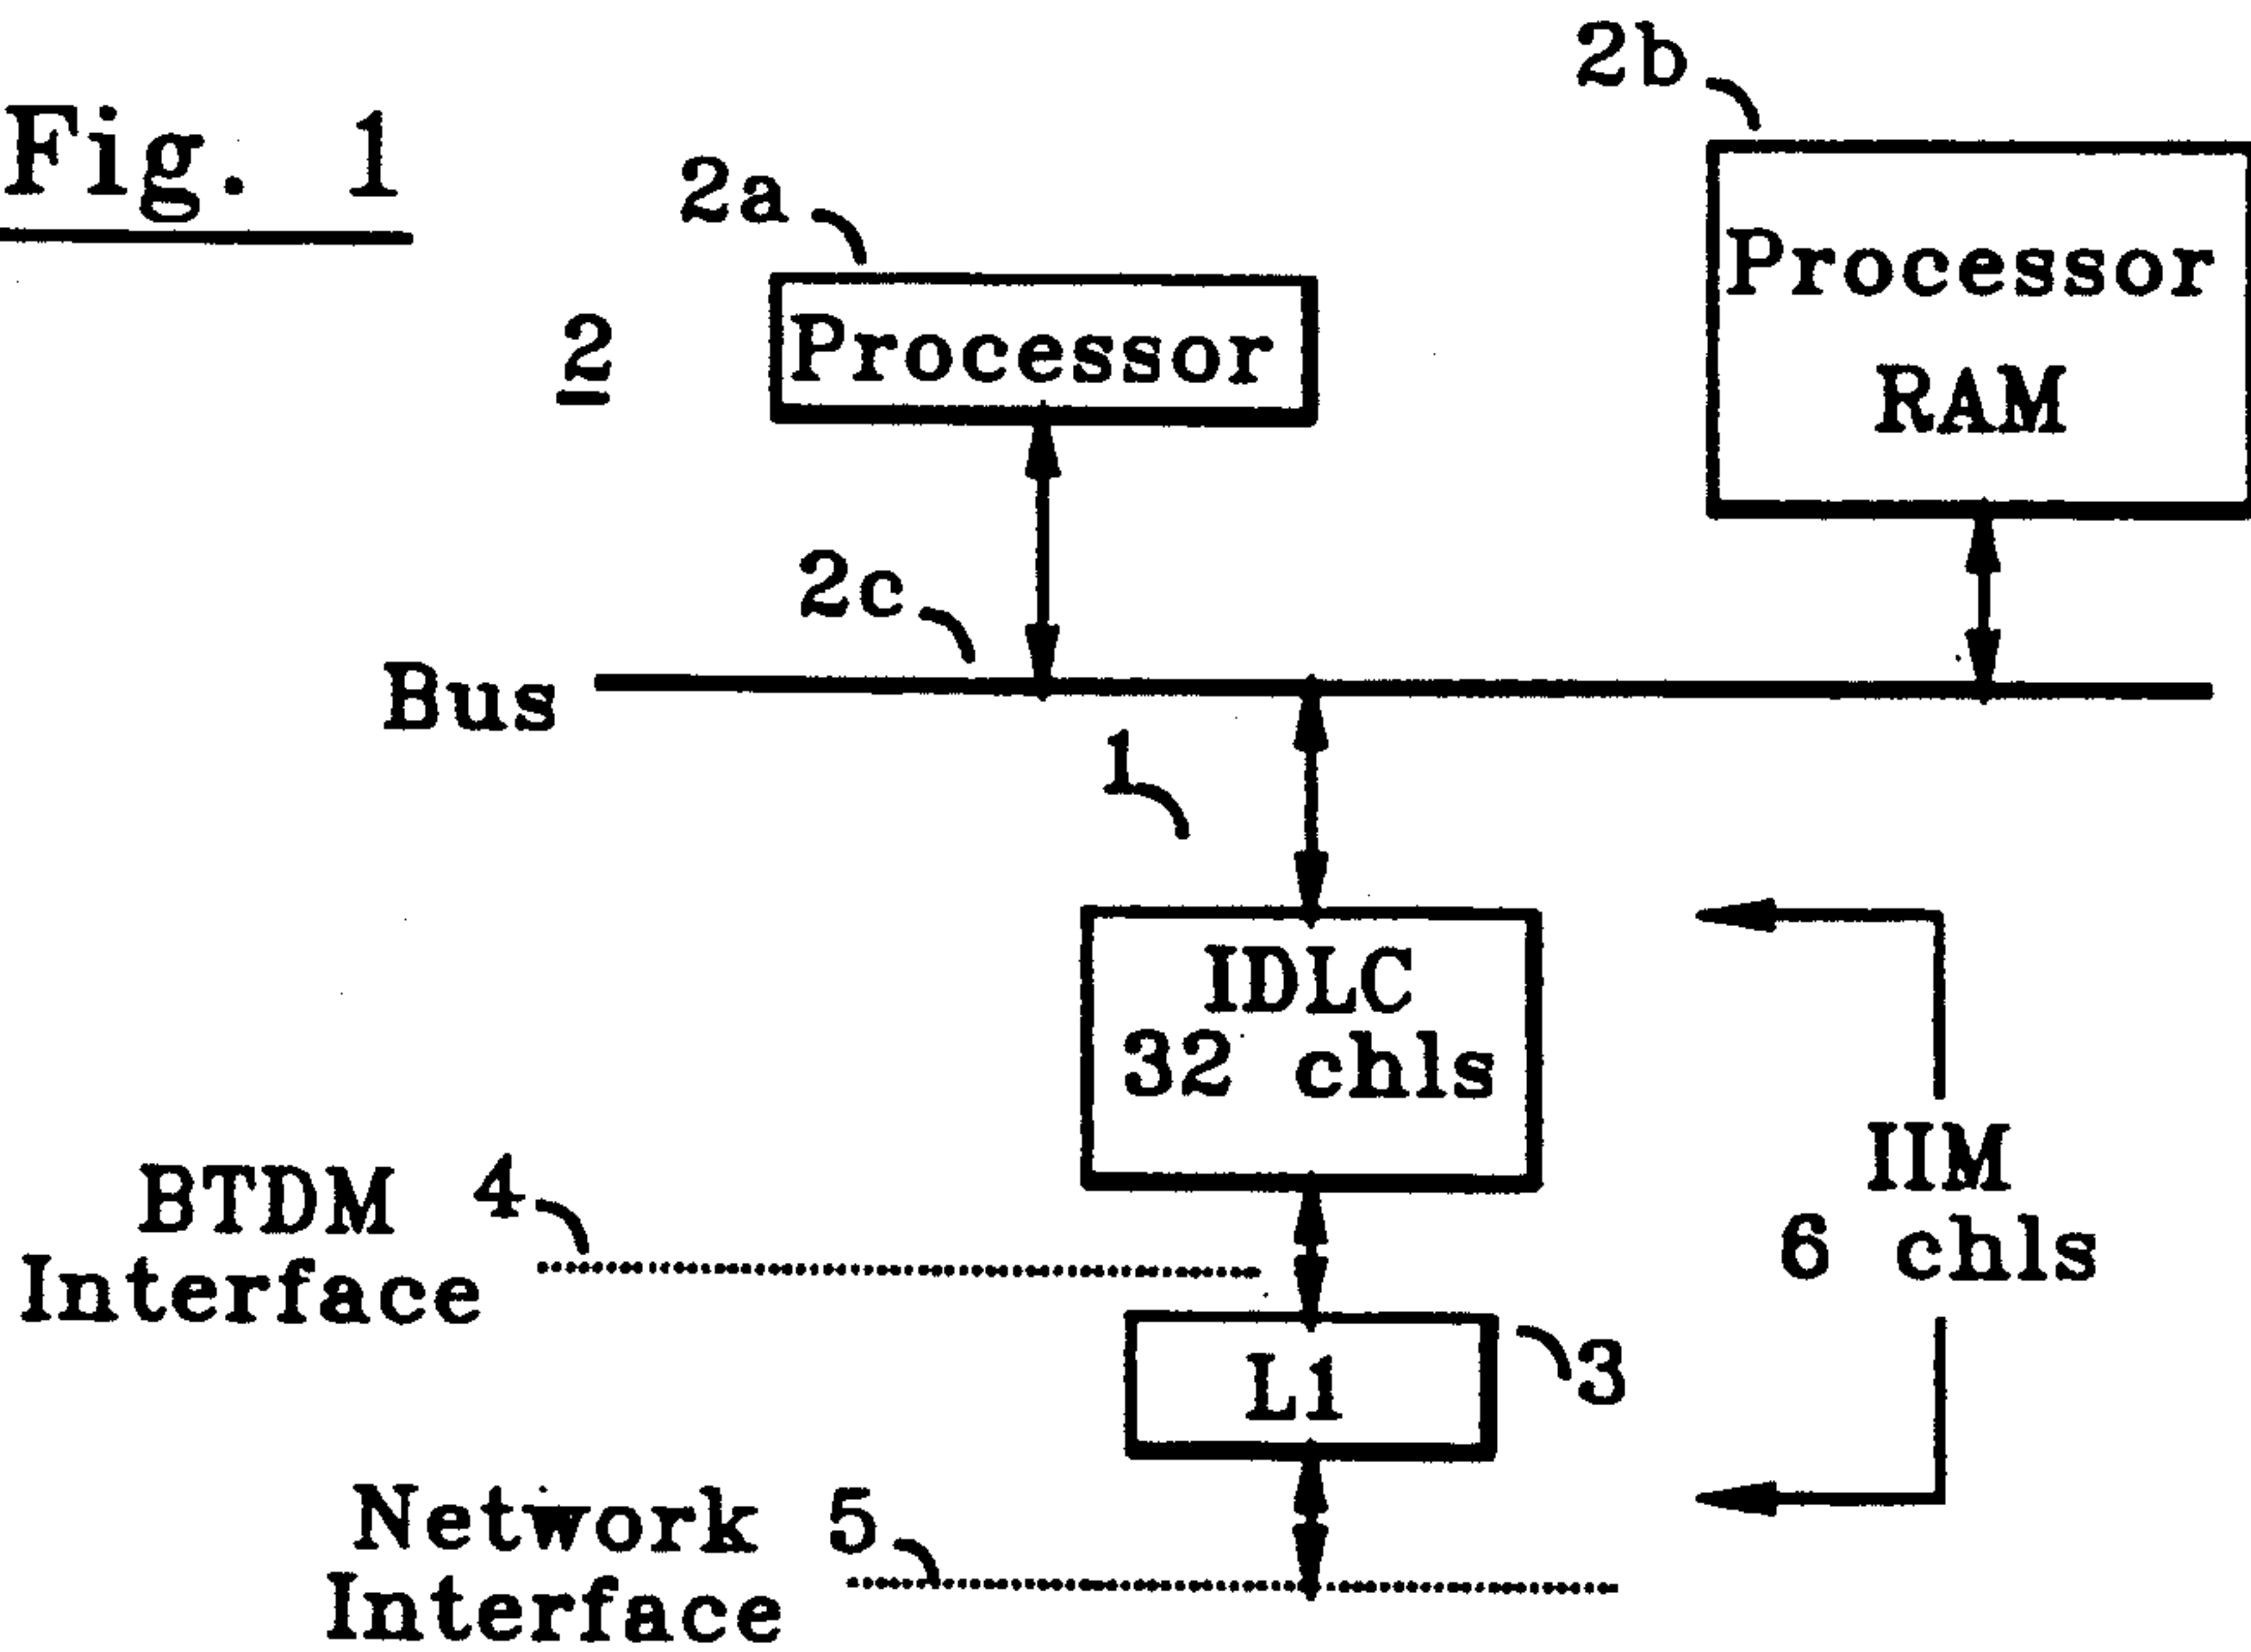 Fig. 1
2b
2a
Processor
RAM
2
Processor
2c
Bus
1
IDLC
32 chls
BTDM
Interface
4
IIM
6 chls
L1
3
Network
Interface
5